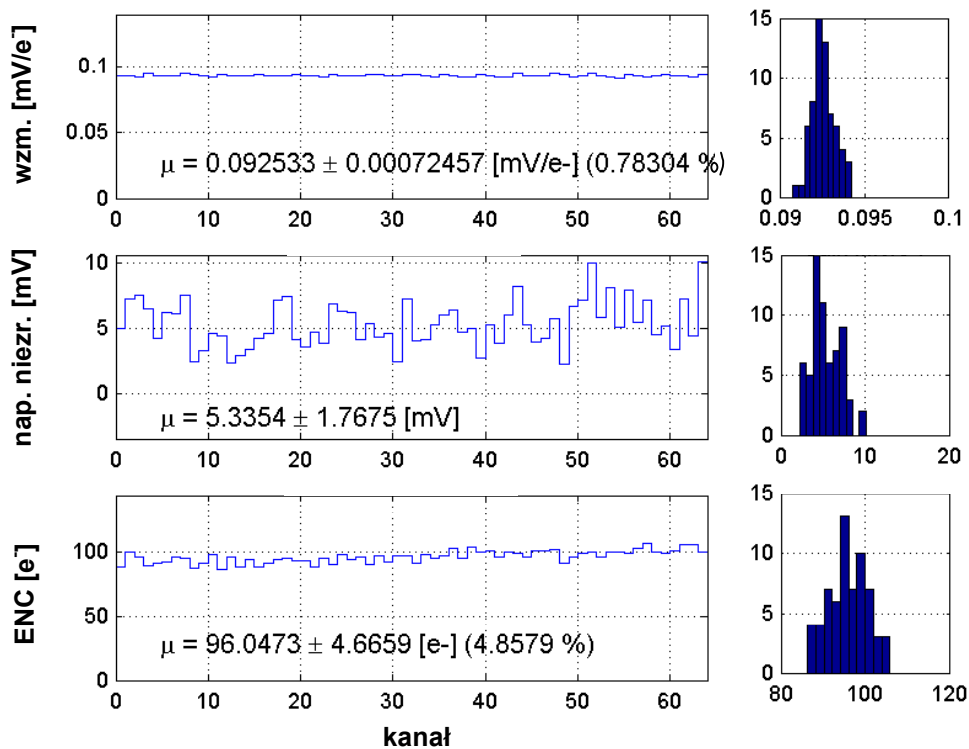 wzm. [mV/e-]
0.1
0.05
0
μ = 0.092533 ± 0.00072457 [mV/e-] (0.78304 %)
0 10 20 30 40 50 60
15
10
5
0
0.09 0.095 0.1
nap. niezr. [mV]
10
5
0
μ = 5.3354 ± 1.7675 [mV]
0 10 20 30 40 50 60
15
10
5
0
0 10 20
ENC [e-]
100
50
0
μ = 96.0473 ± 4.6659 [e-] (4.8579 %)
0 10 20 30 40 50 60
kanał
15
10
5
0
80 100 120